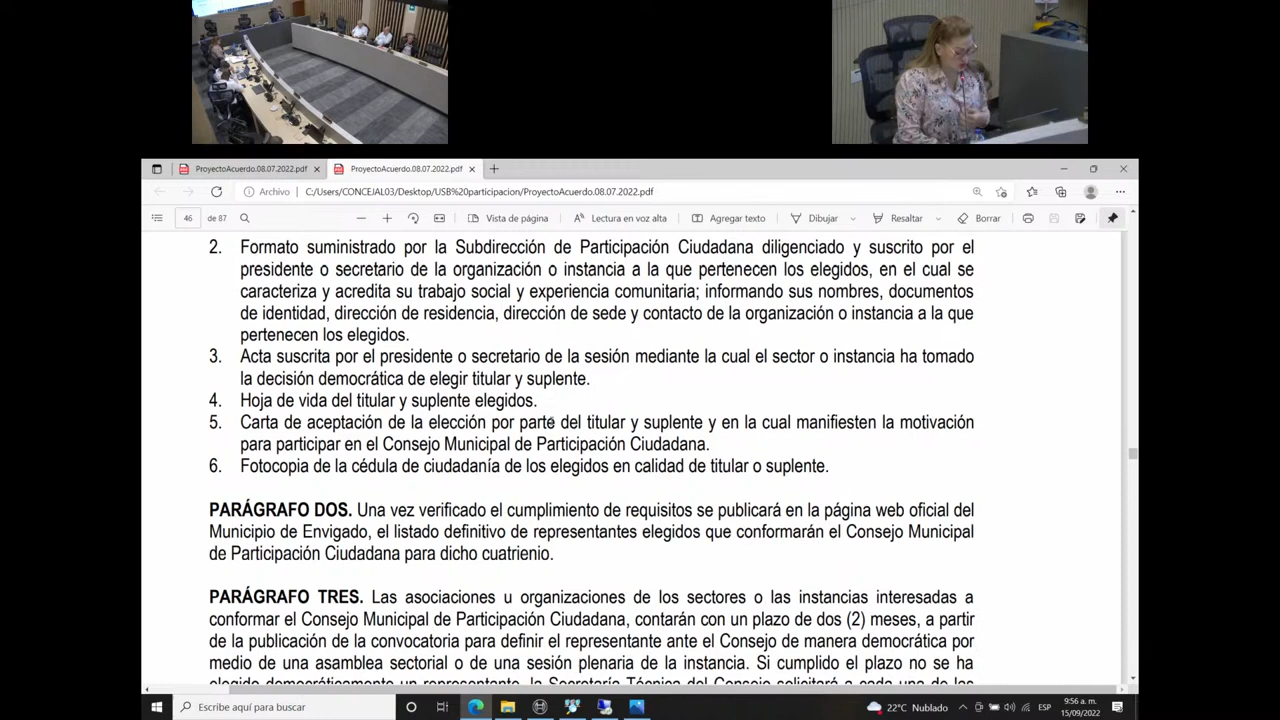 ProyectoAcuerdo.08.07.2022.pdf
ProyectoAcuerdo.08.07.2022.pdf
Archivo C:/Users/CONCEJAL03/Desktop/USB%20participacion/ProyectoAcuerdo.08.07.2022.pdf
46 de 87 Vista de página Lectura en voz alta Agregar texto Dibujar Resaltar Borrar
2. Formato suministrado por la Subdirección de Participación Ciudadana diligenciado y suscrito por el
presidente o secretario de la organización o instancia a la que pertenecen los elegidos, en el cual se
caracteriza y acredita su trabajo social y experiencia comunitaria; informando sus nombres, documentos
de identidad, dirección de residencia, dirección de sede y contacto de la organización o instancia a la que
pertenecen los elegidos.
3. Acta suscrita por el presidente o secretario de la sesión mediante la cual el sector o instancia ha tomado
la decisión democrática de elegir titular y suplente.
4. Hoja de vida del titular y suplente elegidos.
5. Carta de aceptación de la elección por parte del titular y suplente y en la cual manifiesten la motivación
para participar en el Consejo Municipal de Participación Ciudadana.
6. Fotocopia de la cédula de ciudadanía de los elegidos en calidad de titular o suplente.
PARÁGRAFO DOS. Una vez verificado el cumplimiento de requisitos se publicará en la página web oficial del
Municipio de Envigado, el listado definitivo de representantes elegidos que conformarán el Consejo Municipal
de Participación Ciudadana para dicho cuatrienio.
PARÁGRAFO TRES. Las asociaciones u organizaciones de los sectores o las instancias interesadas a
conformar el Consejo Municipal de Participación Ciudadana, contarán con un plazo de dos (2) meses, a partir
de la publicación de la convocatoria para definir el representante ante el Consejo de manera democrática por
medio de una asamblea sectorial o de una sesión plenaria de la instancia. Si cumplido el plazo no se ha
elegido democráticamente un representante, la Secretaría Técnica del Consejo solicitará a cada una de las
Escribe aquí para buscar 22°C Nublado ESP 9:56 a. m.
15/09/2022